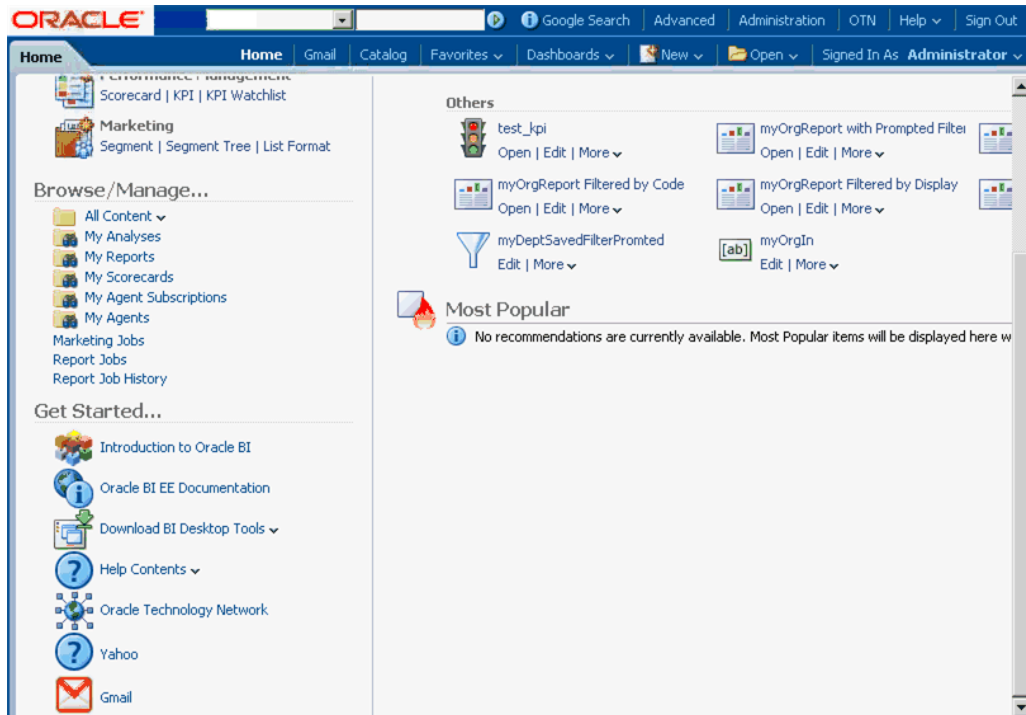 ORACLE
Google Search Advanced Administration OTN Help Sign Out
Home
Home Gmail Catalog Favorites Dashboards New Open Signed In As Administrator
Performance Management
Scorecard | KPI | KPI Watchlist
Marketing
Segment | Segment Tree | List Format
Browse/Manage...
All Content
My Analyses
My Reports
My Scorecards
My Agent Subscriptions
My Agents
Marketing Jobs
Report Jobs
Report Job History
Get Started...
Introduction to Oracle BI
Oracle BI EE Documentation
Download BI Desktop Tools
Help Contents
Oracle Technology Network
Yahoo
Gmail
Others
test_kpi
Open | Edit | More
myOrgReport with Prompted Filter
Open | Edit | More
myOrgReport Filtered by Code
Open | Edit | More
myOrgReport Filtered by Display
Open | Edit | More
myDeptSavedFilterPromted
Edit | More
[ab]
myOrgIn
Edit | More
Most Popular
No recommendations are currently available. Most Popular items will be displayed here w